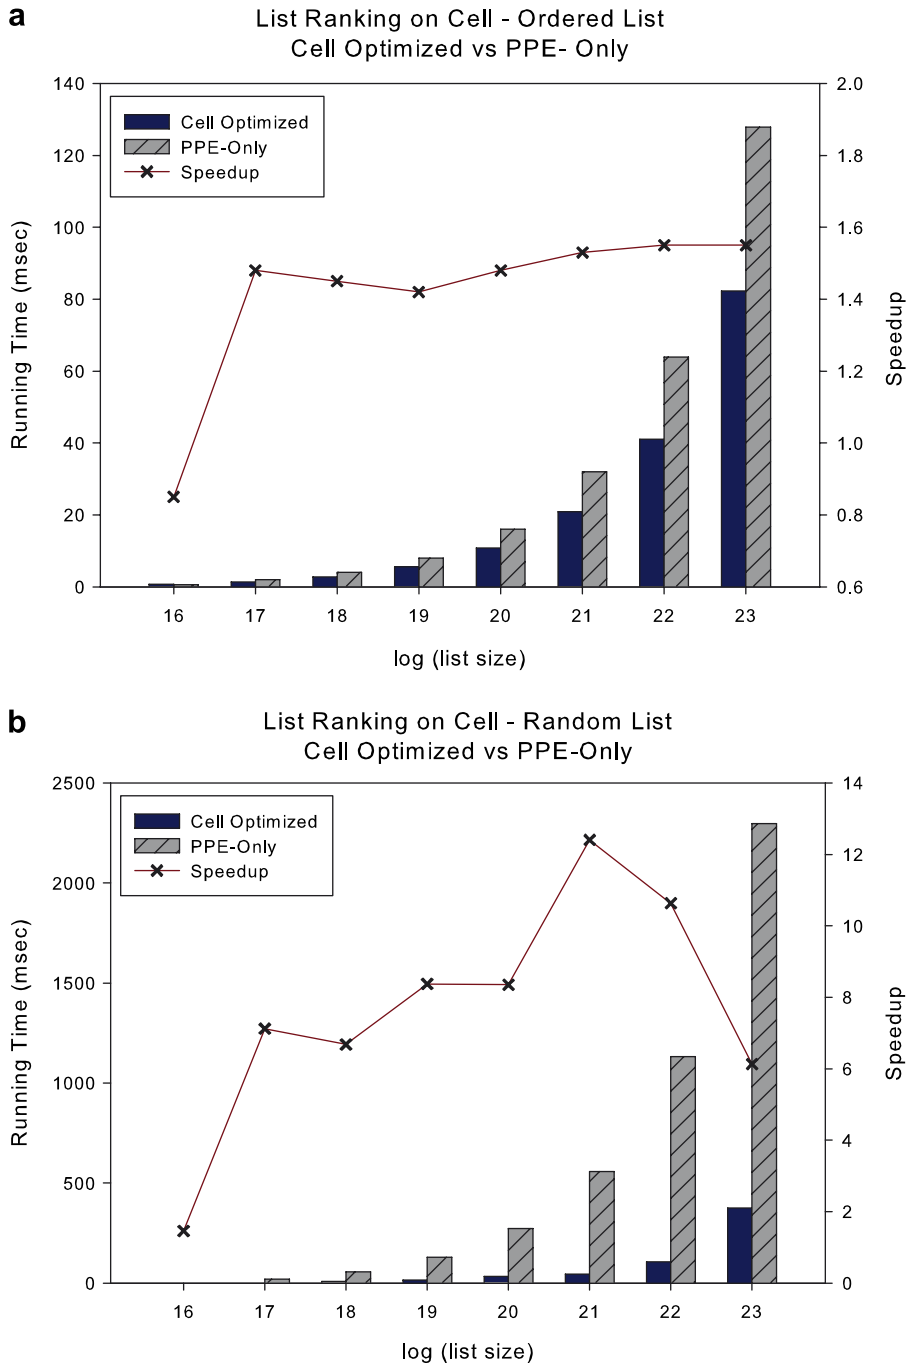 a
List Ranking on Cell - Ordered List
Cell Optimized vs PPE- Only
140
120
100
80
60
40
20
0
Running Time (msec)
Cell Optimized
PPE-Only
Speedup
2.0
1.8
1.6
1.4
1.2
1.0
0.8
0.6
Speedup
16 17 18 19 20 21 22 23
log (list size)
b
List Ranking on Cell - Random List
Cell Optimized vs PPE-Only
2500
2000
1500
1000
500
0
Running Time (msec)
Cell Optimized
PPE-Only
Speedup
14
12
10
8
6
4
2
0
Speedup
16 17 18 19 20 21 22 23
log (list size)